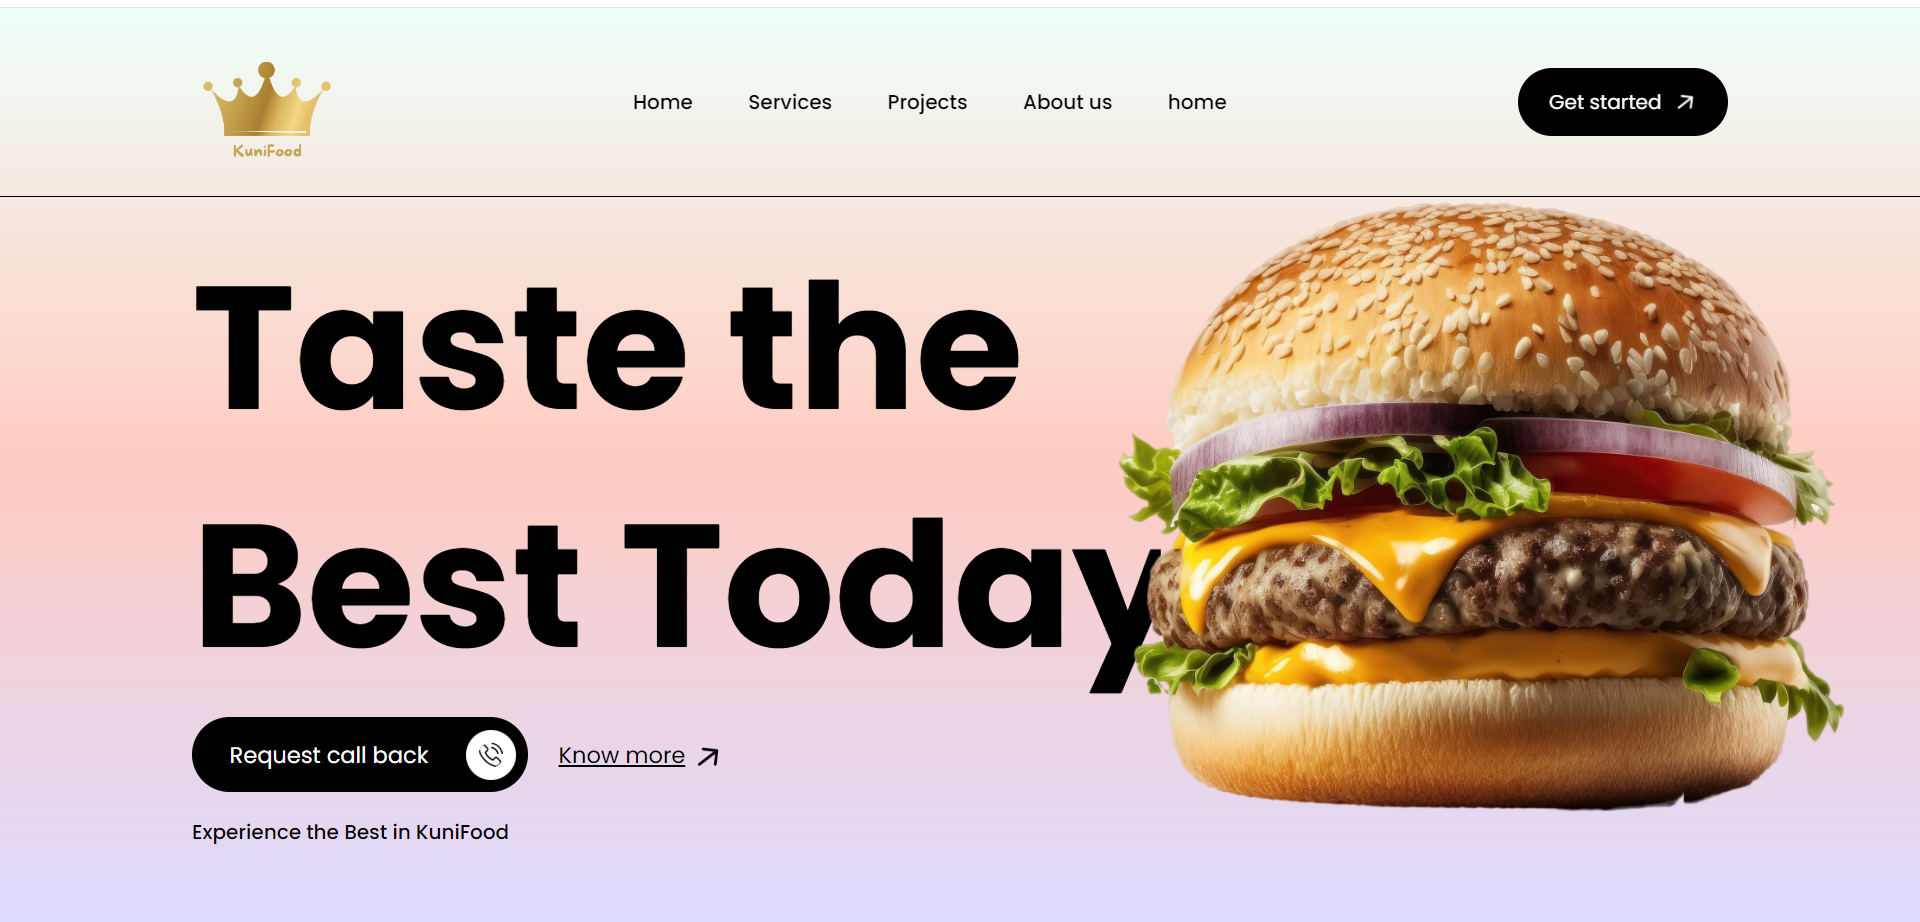 KuniFood
Home Services Projects About us home
Get started
Taste the
Best Today
Request call back
Know more
Experience the Best in KuniFood